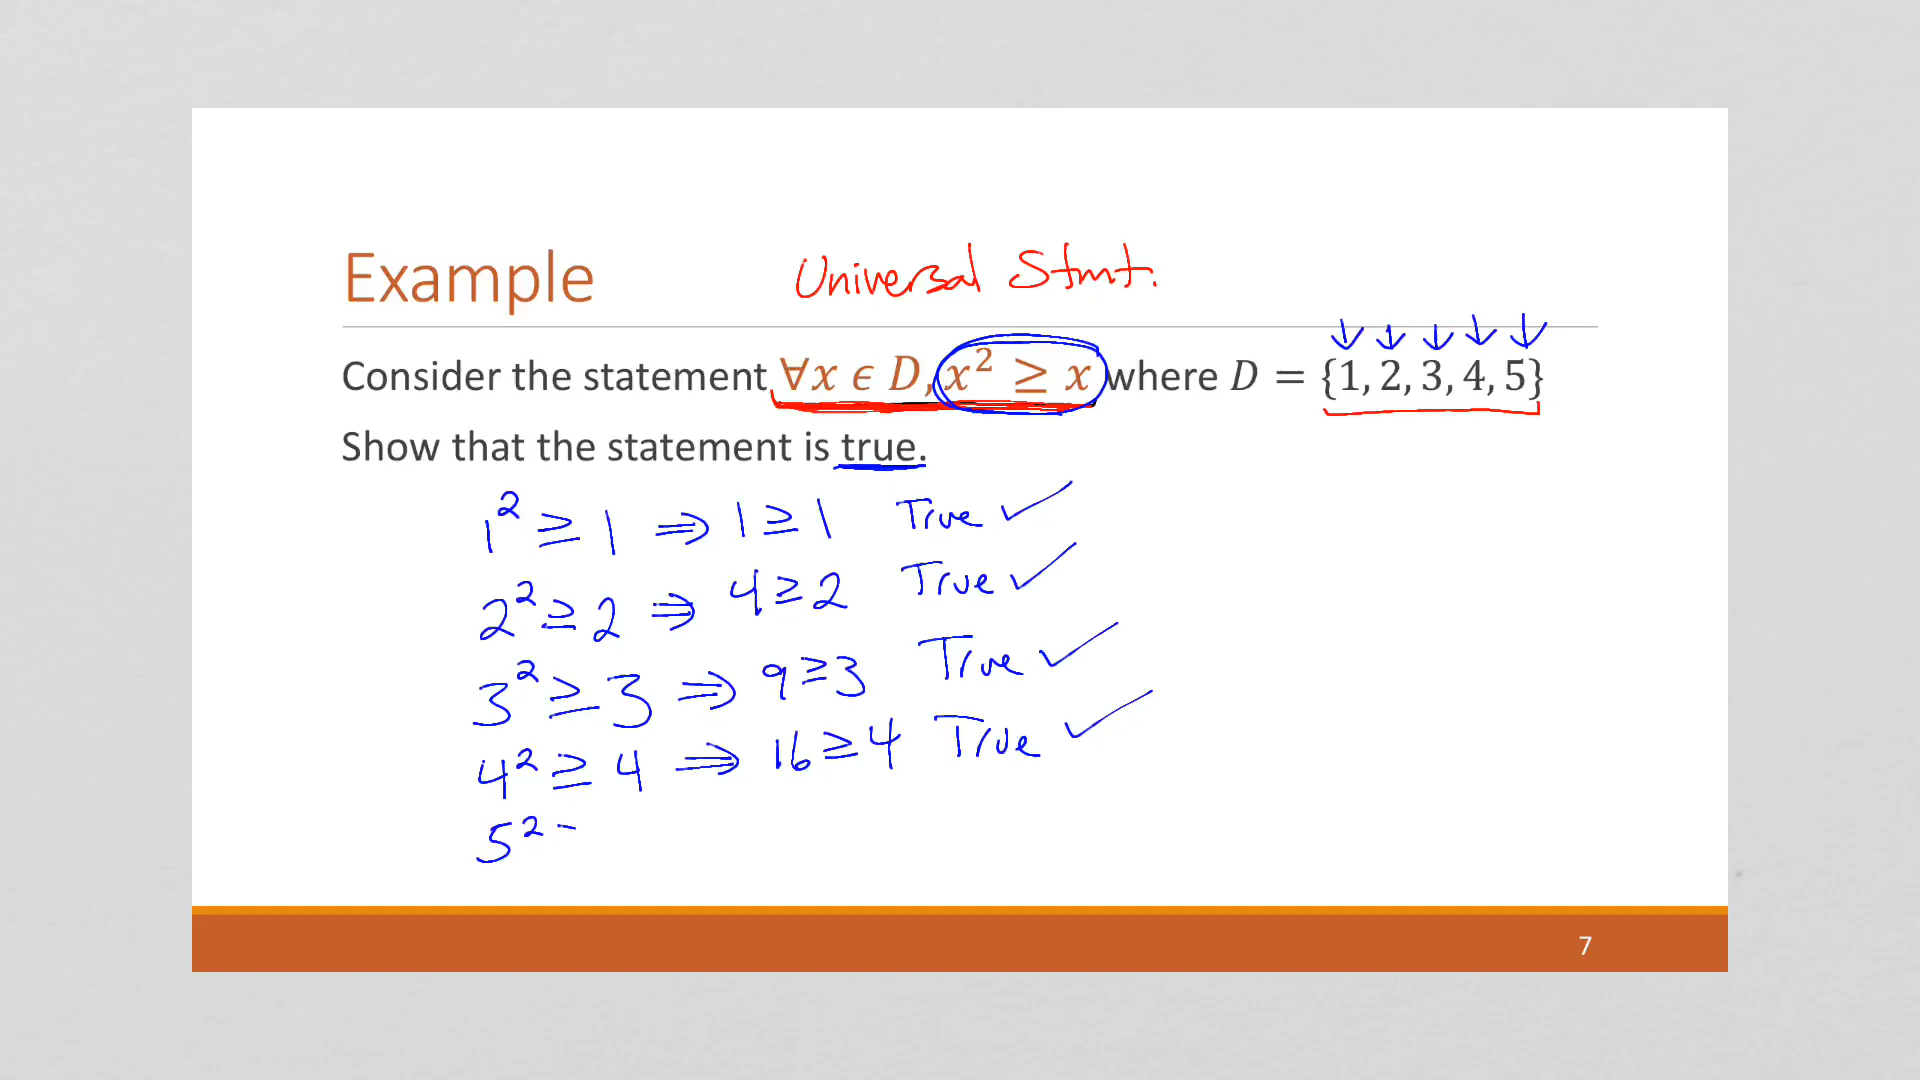 Example Universal Stmt.
Consider the statement ∀x ϵ D, x² ≥ x where D = {1, 2, 3, 4, 5}
Show that the statement is true.
1² ≥ 1 ⇒ 1 ≥ 1 True ✓
2² ≥ 2 ⇒ 4 ≥ 2 True ✓
3² ≥ 3 ⇒ 9 ≥ 3 True ✓
4² ≥ 4 ⇒ 16 ≥ 4 True ✓
5² -
7